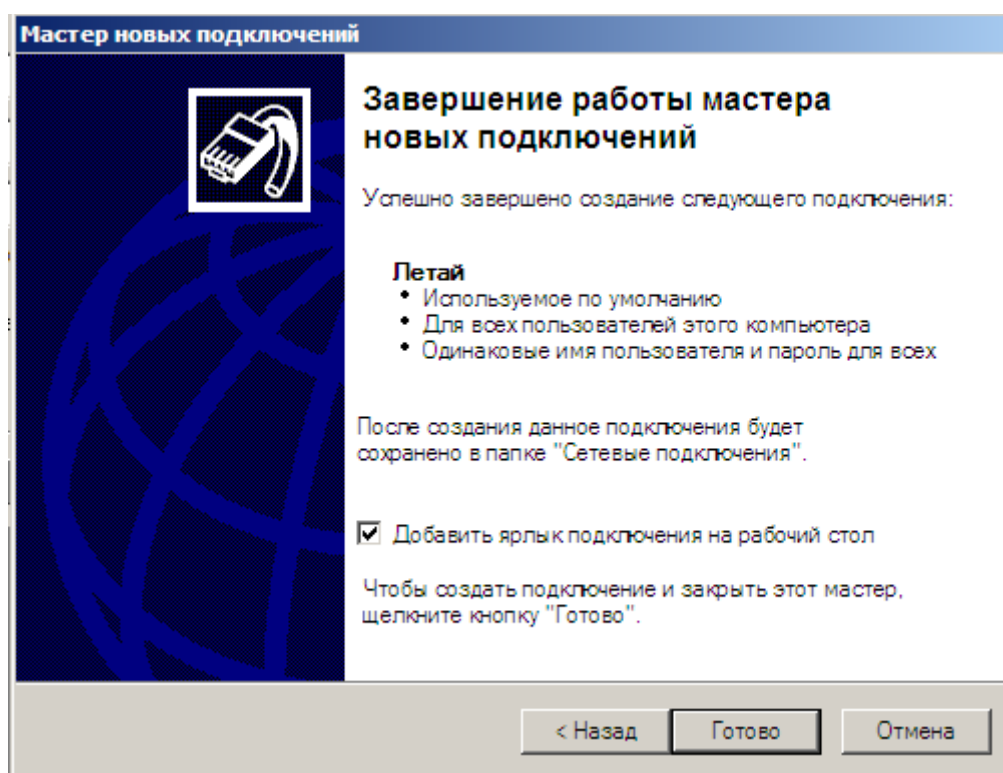 Мастер новых подключений
Завершение работы мастера
новых подключений
Успешно завершено создание следующего подключения:
Летай
• Используемое по умолчанию
• Для всех пользователей этого компьютера
• Одинаковые имя пользователя и пароль для всех
После создания данное подключения будет
сохранено в папке "Сетевые подключения".
Добавить ярлык подключения на рабочий стол
Чтобы создать подключение и закрыть этот мастер,
щелкните кнопку "Готово".
< Назад Готово Отмена